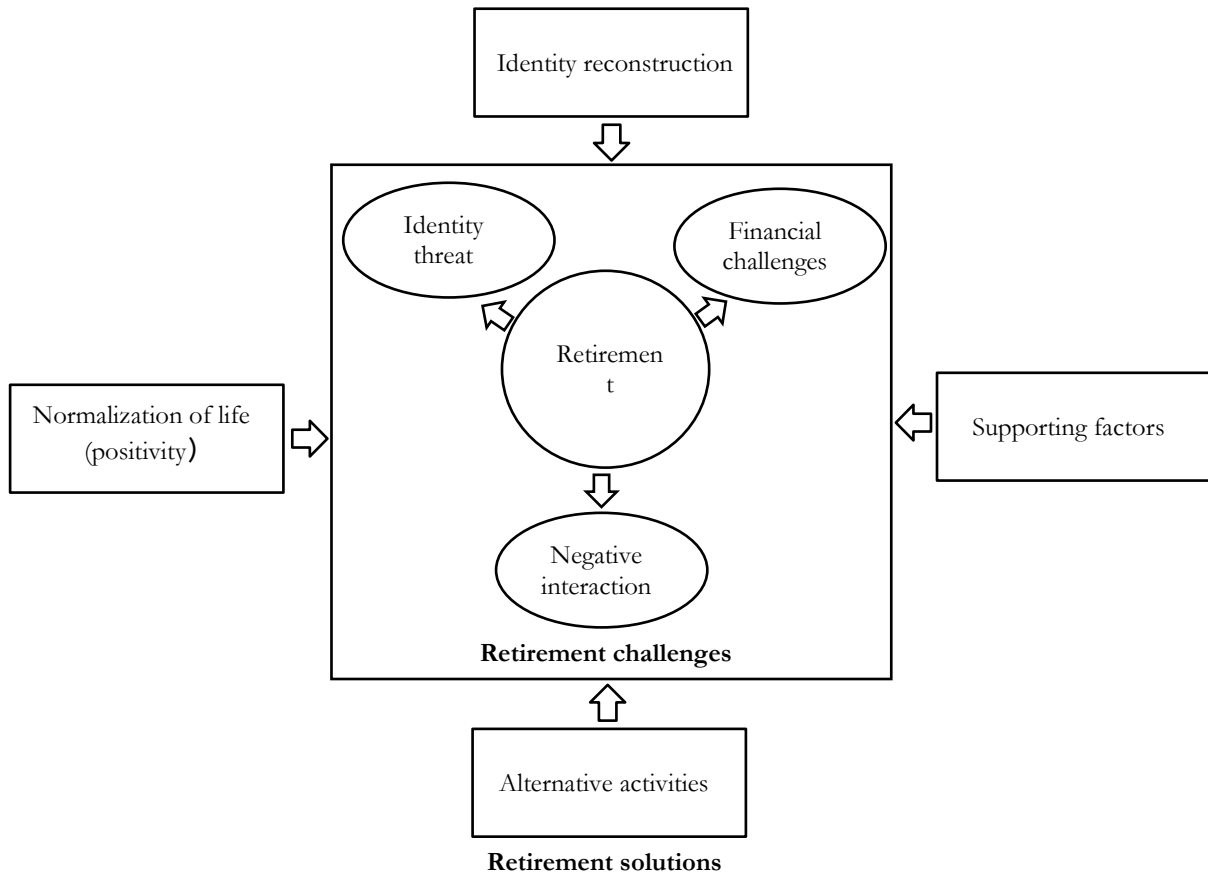 Identity reconstruction
Identity
threat
Financial
challenges
Retiremen
t
Normalization of life
(positivity)
Supporting factors
Negative
interaction
Retirement challenges
Alternative activities
Retirement solutions